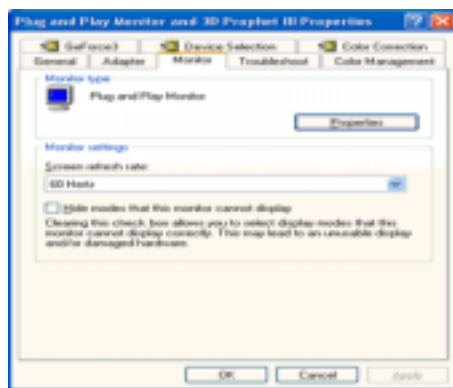 Plug and Play Monitor and 3D Prophet III Properties
GeForce3 Device Selection Color Correction
General Adapter Monitor Troubleshoot Color Management
Monitor type
Plug and Play Monitor
Properties
Monitor settings
Screen refresh rate:
60 Hertz
Hide modes that this monitor cannot display
Clearing this check box allows you to select display modes that this
monitor cannot display correctly. This may lead to an unusable display
and/or damaged hardware.
OK Cancel Apply